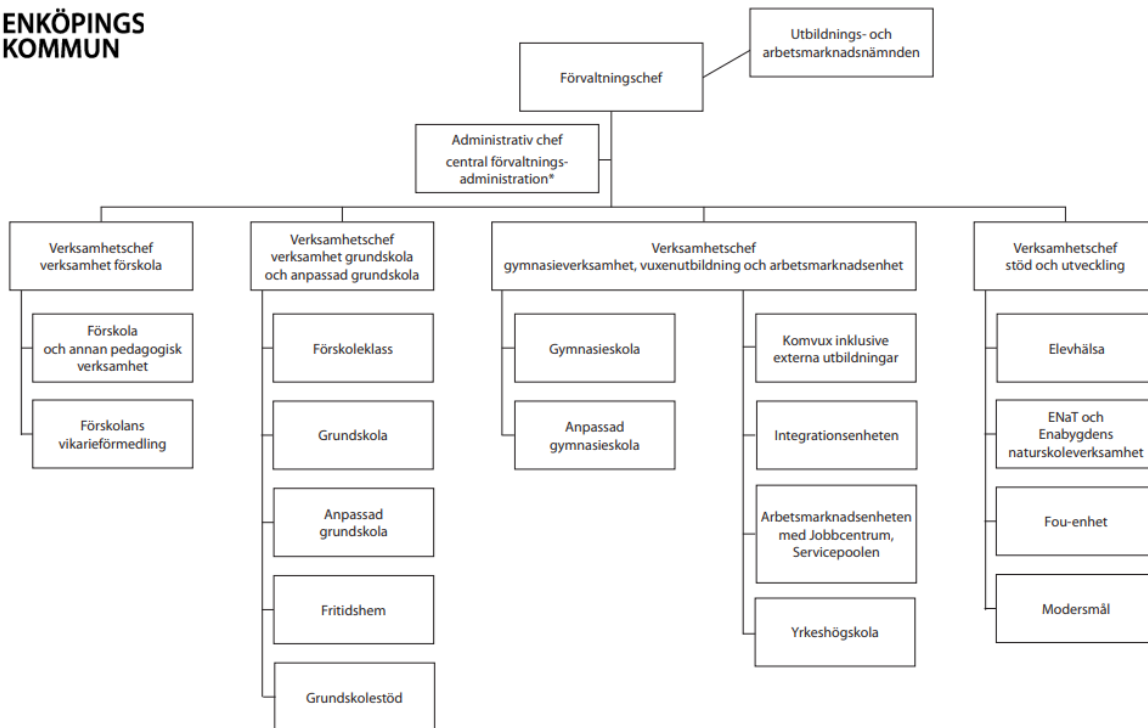 ENKÖPINGS
KOMMUN
Utbildnings- och
arbetsmarknadsnämnden
Förvaltningschef
Administrativ chef
central förvaltnings-
administration*
Verksamhetschef
verksamhet förskola
Verksamhetschef
verksamhet grundskola
och anpassad grundskola
Verksamhetschef
gymnasieverksamhet, vuxenutbildning och arbetsmarknadsenhet
Verksamhetschef
stöd och utveckling
Förskola
och annan pedagogisk
verksamhet
Förskolans
vikarieförmedling
Förskoleklass
Grundskola
Anpassad
grundskola
Fritidshem
Grundskolestöd
Gymnasieskola
Anpassad
gymnasieskola
Komvux inklusive
externa utbildningar
Integrationsenheten
Arbetsmarknadsenheten
med Jobbcentrum,
Servicepoolen
Yrkeshögskola
Elevhälsa
ENaT och
Enabygdens
naturskoleverksamhet
Fou-enhet
Modersmål